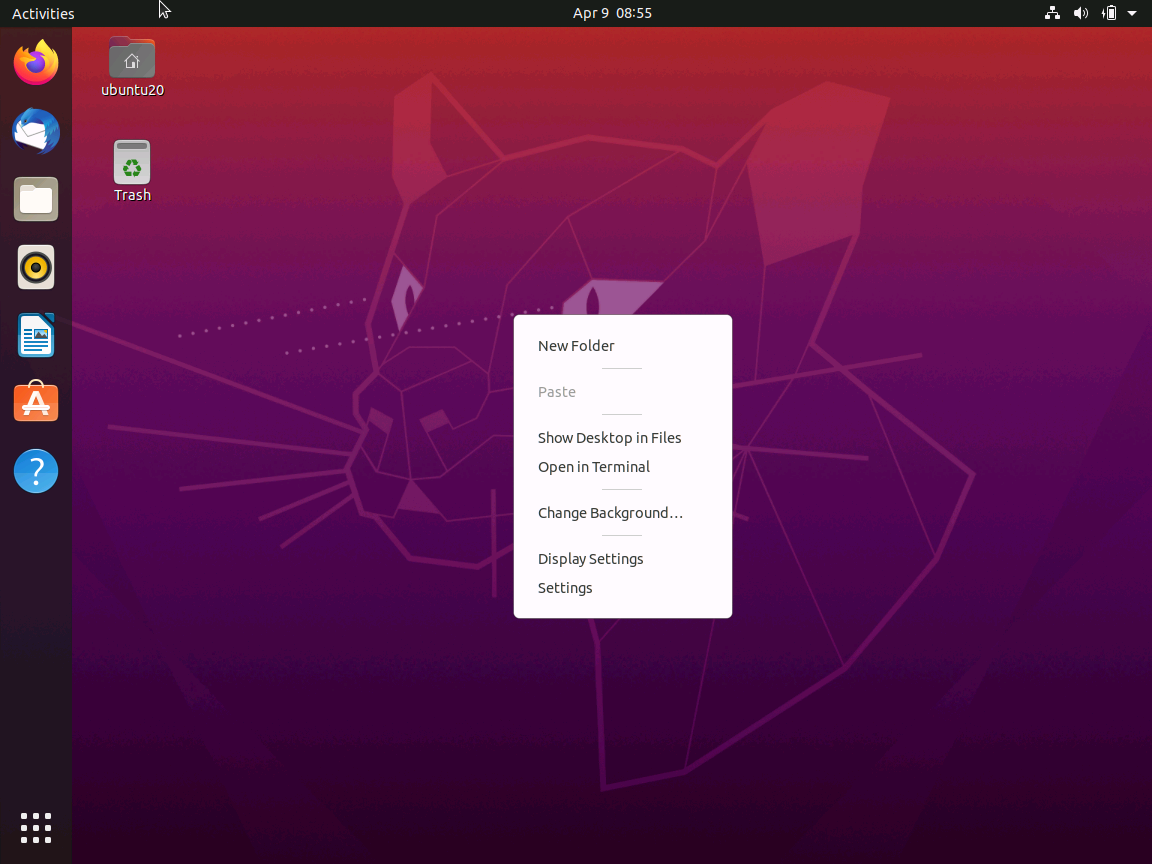 Activities
Apr 9 08:55
ubuntu20
Trash
New Folder
Paste
Show Desktop in Files
Open in Terminal
Change Background…
Display Settings
Settings